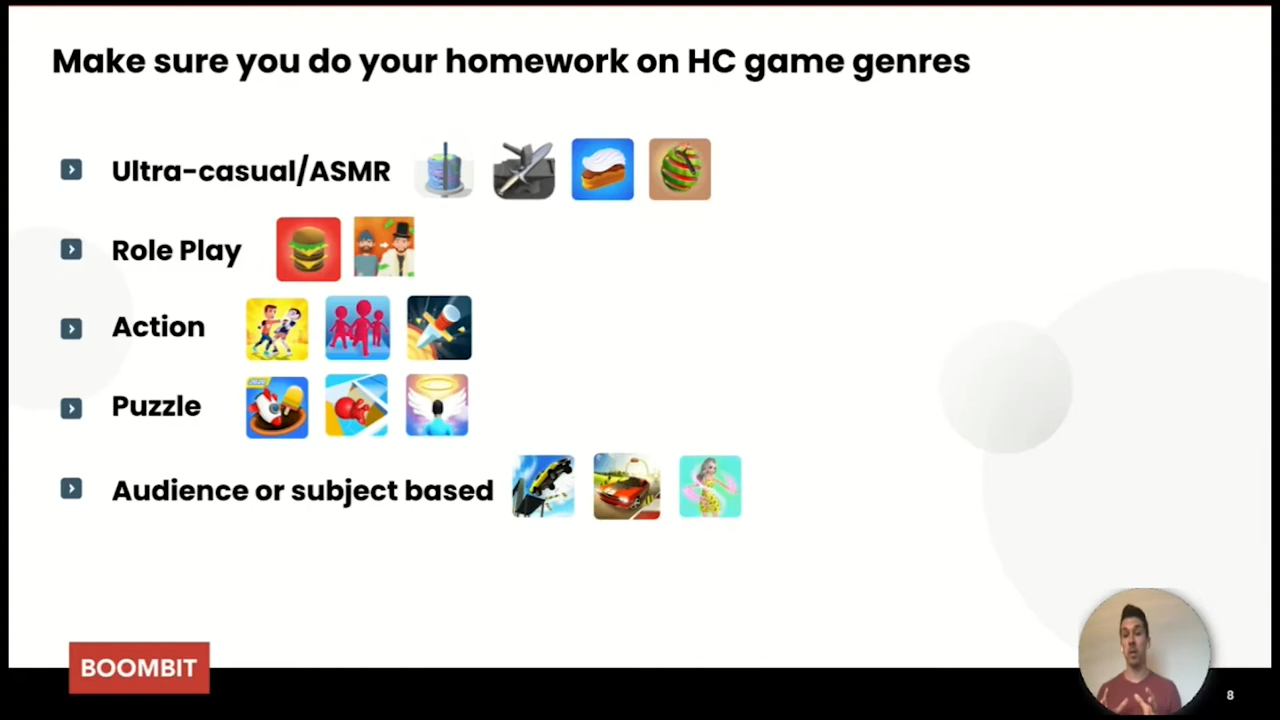 Make sure you do your homework on HC game genres
Ultra-casual/ASMR
Role Play
Action
Puzzle
2020
Audience or subject based
BOOMBIT
8